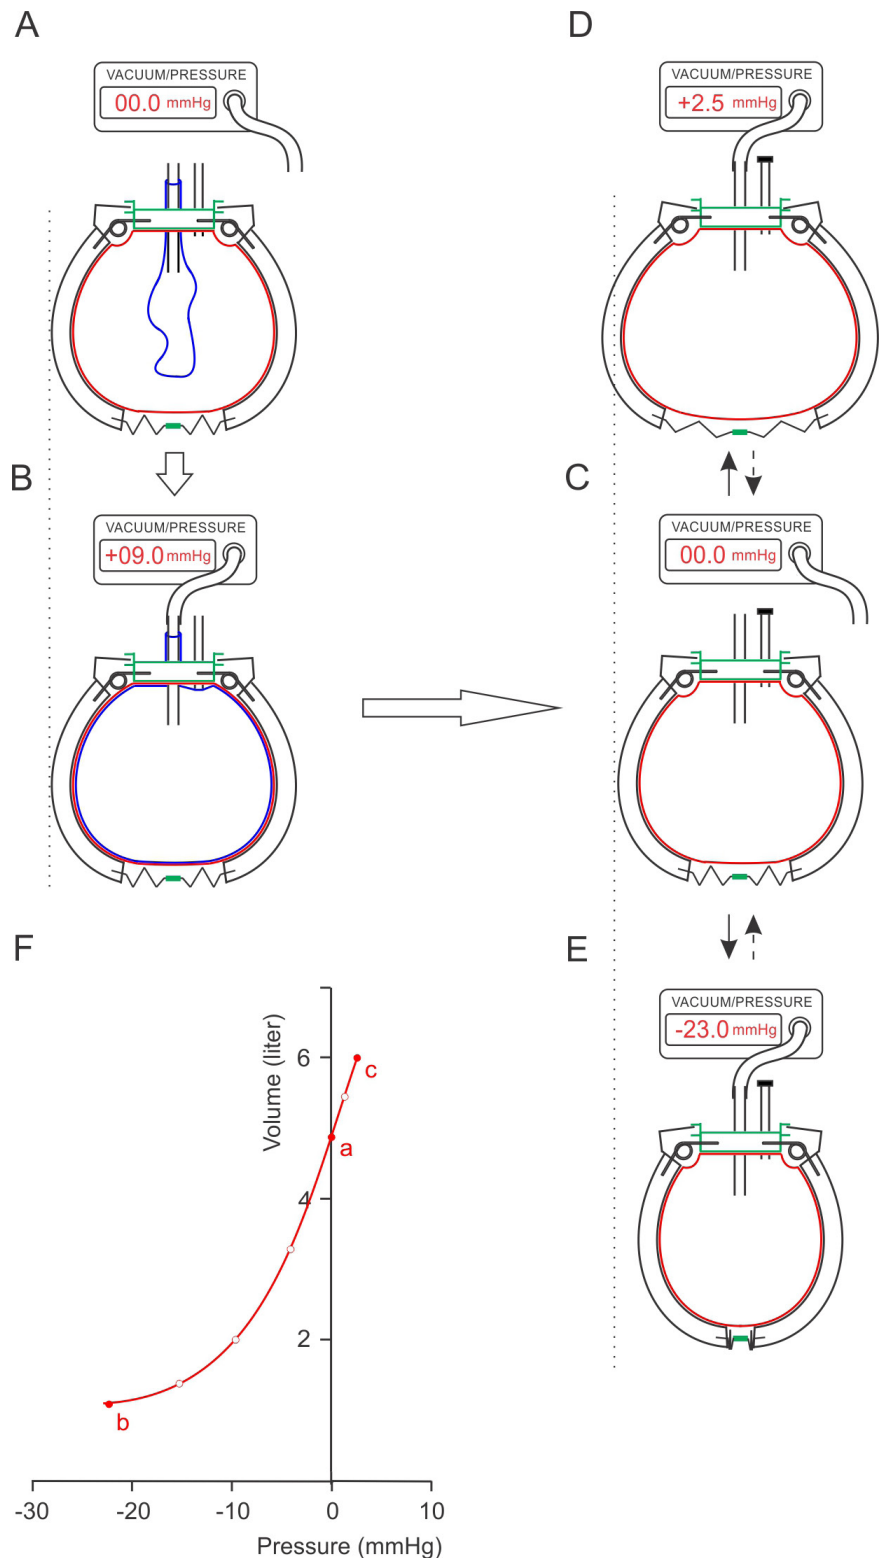 A
VACUUM/PRESSURE
00.0 mmHg
D
VACUUM/PRESSURE
+2.5 mmHg
B
VACUUM/PRESSURE
+09.0 mmHg
C
VACUUM/PRESSURE
00.0 mmHg
E
VACUUM/PRESSURE
-23.0 mmHg
F
Volume (liter)
6
4
2
c
a
b
-30 -20 -10 0 10
Pressure (mmHg)